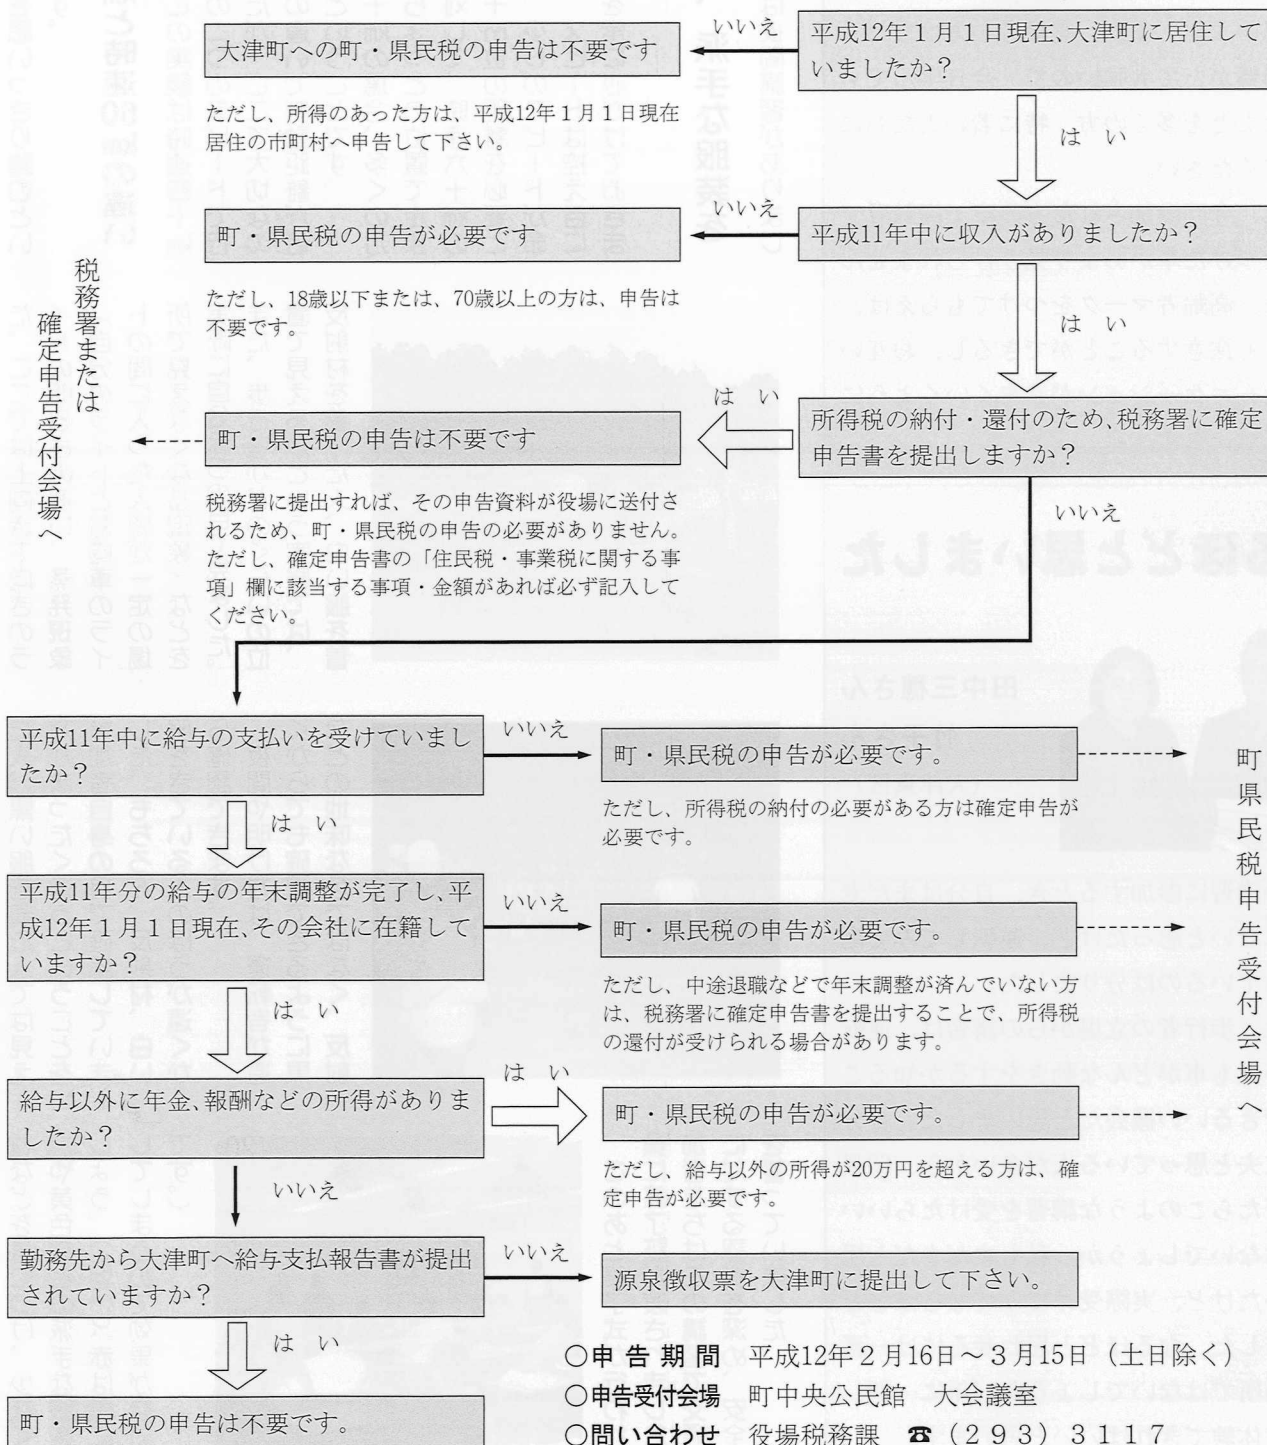 平成12年１月１日現在、大津町に居住して
いましたか？
いいえ
大津町への町・県民税の申告は不要です
ただし、所得のあった方は、平成12年１月１日現在
居住の市町村へ申告して下さい。
はい
平成11年中に収入がありましたか？
いいえ
町・県民税の申告が必要です
ただし、18歳以下または、70歳以上の方は、申告は
不要です。
はい
所得税の納付・還付のため、税務署に確定
申告書を提出しますか？
はい
町・県民税の申告は不要です
税務署に提出すれば、その申告資料が役場に送付さ
れるため、町・県民税の申告の必要がありません。
ただし、確定申告書の「住民税・事業税に関する事
項」欄に該当する事項・金額があれば必ず記入して
ください。
税務署または
確定申告受付会場へ
いいえ
平成11年中に給与の支払いを受けていまし
たか？
いいえ
町・県民税の申告が必要です。
ただし、所得税の納付の必要がある方は確定申告が
必要です。
はい
平成11年分の給与の年末調整が完了し、平
成12年１月１日現在、その会社に在籍して
いますか？
いいえ
町・県民税の申告が必要です。
ただし、中途退職などで年末調整が済んでいない方
は、税務署に確定申告書を提出することで、所得税
の還付が受けられる場合があります。
はい
給与以外に年金、報酬などの所得がありま
したか？
はい
町・県民税の申告が必要です。
ただし、給与以外の所得が20万円を超える方は、確
定申告が必要です。
町県民税申告受付会場へ
いいえ
勤務先から大津町へ給与支払報告書が提出
されていますか？
いいえ
源泉徴収票を大津町に提出して下さい。
はい
町・県民税の申告は不要です。
○申告期間　平成12年２月16日～３月15日（土日除く）
○申告受付会場　町中央公民館　大会議室
○問い合わせ　役場税務課　☎（２９３）３１１７